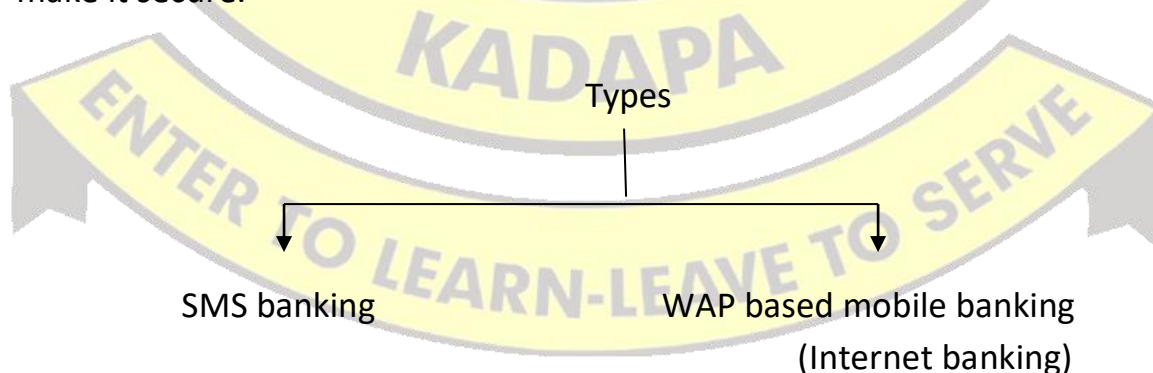 make it secure.
KADAPA
Types
ENTER TO LEARN-LEAVE TO SERVE
SMS banking
WAP based mobile banking
(Internet banking)